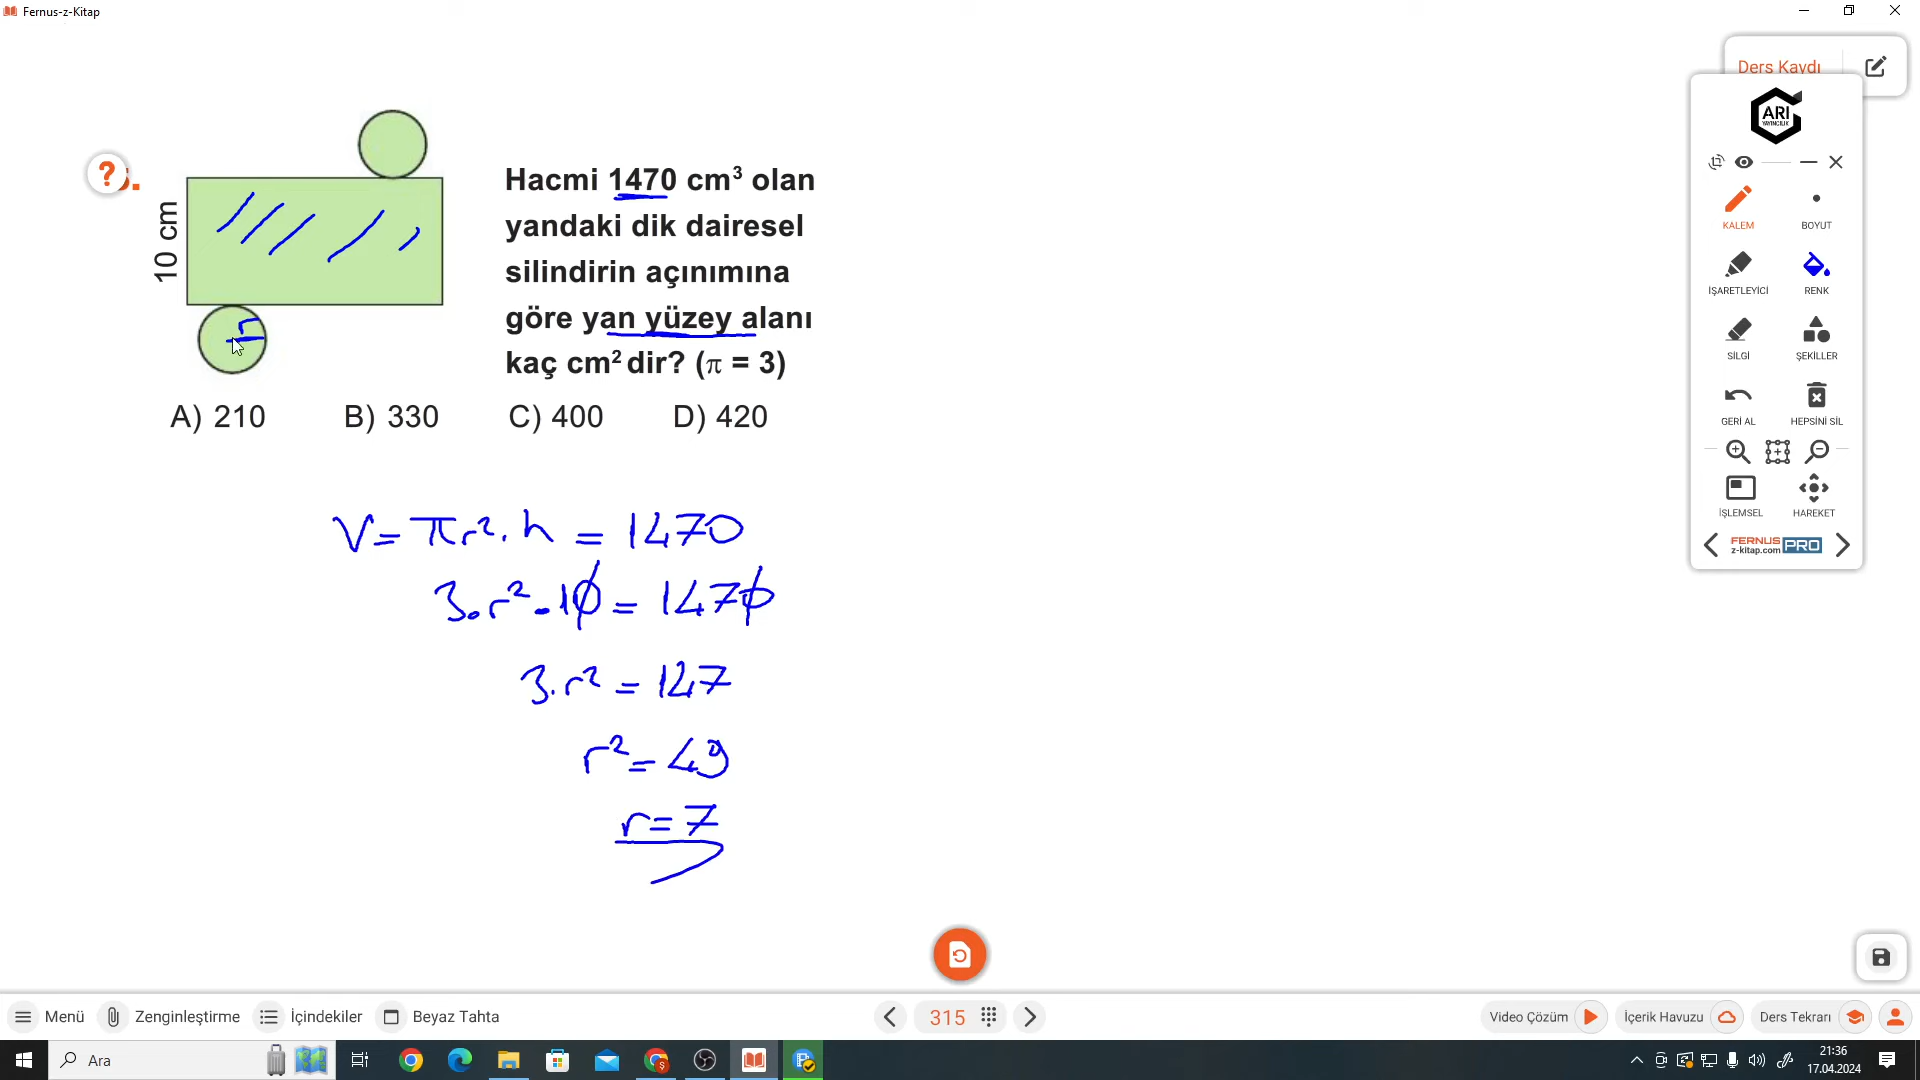 Fernus-z-Kitap
Ders Kaydı
ARI
YAYINCILIK
10 cm
r
Hacmi 1470 cm³ olan
yandaki dik dairesel
silindirin açınımına
göre yan yüzey alanı
kaç cm² dir? (π = 3)
A) 210 B) 330 C) 400 D) 420
V = πr². h = 1470
3.r².10 = 1470
3.r² = 147
r² = 49
r = 7
KALEM BOYUT
İŞARETLEYİCİ RENK
SİLGİ ŞEKİLLER
GERİ AL HEPSİNİ SİL
İŞLEMSEL HAREKET
FERNUS
z-kitap.com PRO
Menü Zenginleştirme İçindekiler Beyaz Tahta 315 Video Çözüm İçerik Havuzu Ders Tekrarı
Ara
21:36
17.04.2024